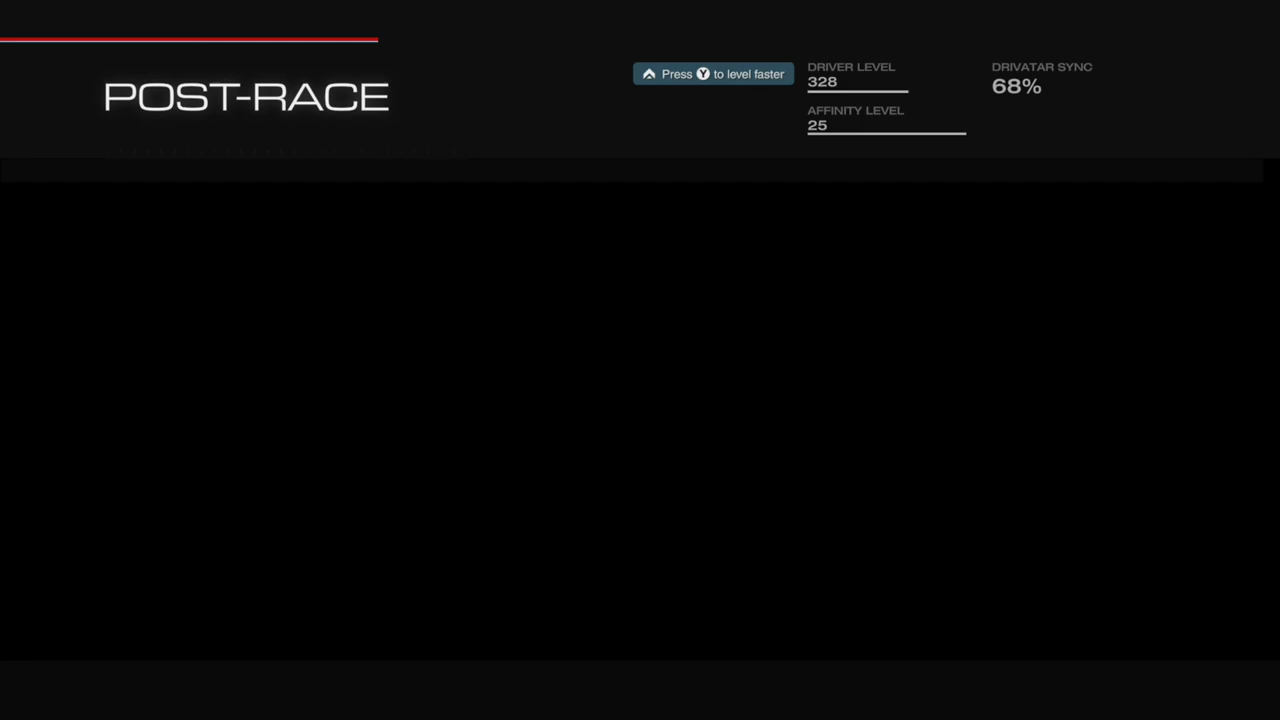 POST-RACE
Press Y to level faster
DRIVER LEVEL
328
AFFINITY LEVEL
25
DRIVATAR SYNC
68%